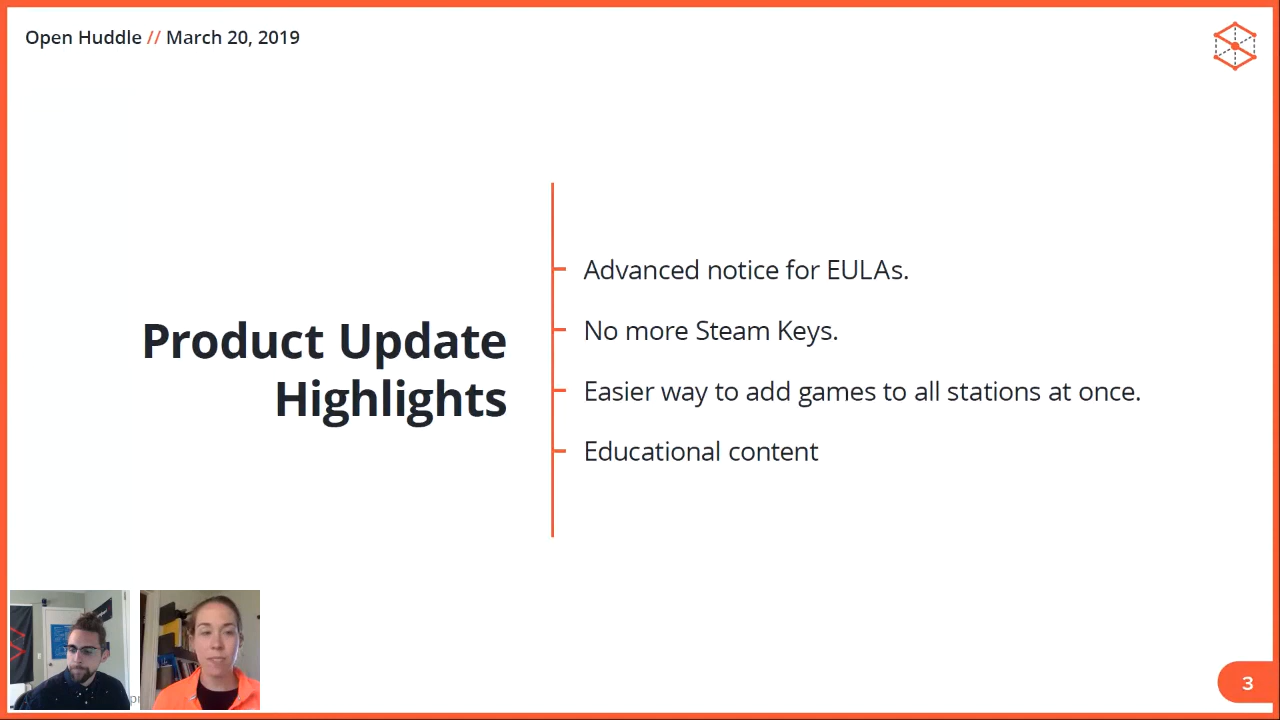 Open Huddle // March 20, 2019
Product Update
Highlights
Advanced notice for EULAs.
No more Steam Keys.
Easier way to add games to all stations at once.
Educational content
3